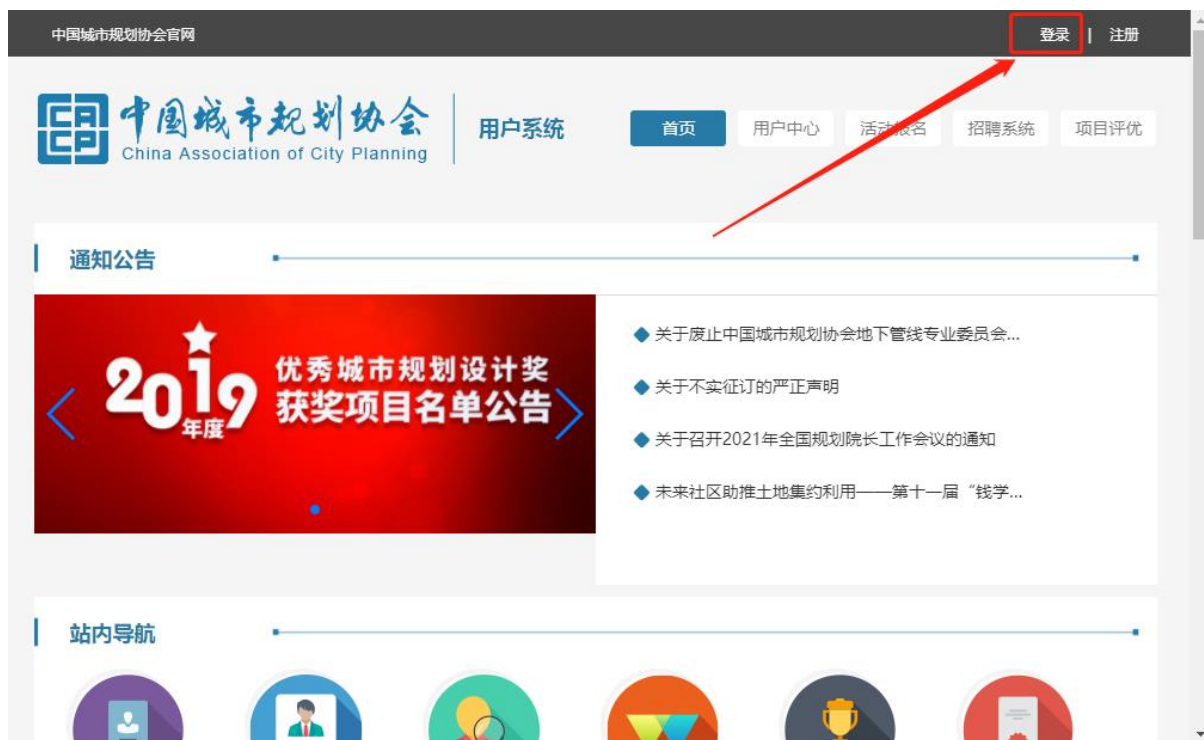 中国城市规划协会官网
登录 | 注册
CACP
中国城市规划协会
China Association of City Planning
用户系统
首页
用户中心
活动报名
招聘系统
项目评优
通知公告
2019年度
优秀城市规划设计奖
获奖项目名单公告
关于废止中国城市规划协会地下管线专业委员会...
关于不实征订的严正声明
关于召开2021年全国规划院长工作会议的通知
未来社区助推土地集约利用——第十一届“钱学...
站内导航